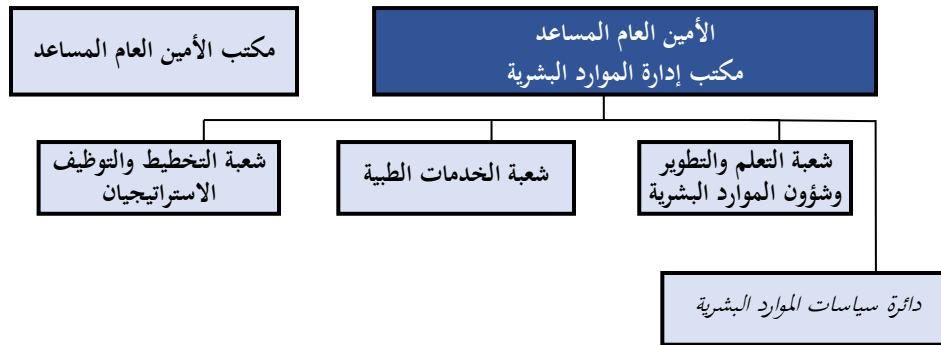 الأمين العام المساعد
مكتب إدارة الموارد البشرية
مكتب الأمين العام المساعد
شعبة التعلم والتطوير
وشؤون الموارد البشرية
شعبة الخدمات الطبية
شعبة التخطيط والتوظيف
الاستراتيجيان
دائرة سياسات الموارد البشرية